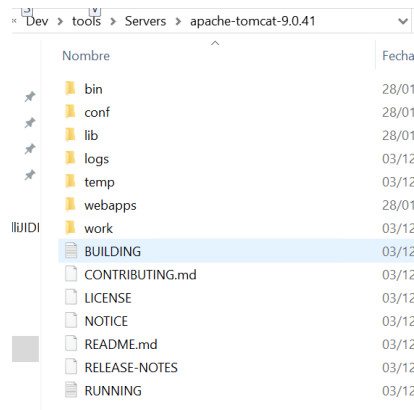 S V
« Dev > tools > Servers > apache-tomcat-9.0.41
Nombre Fecha
bin 28/01
conf 28/01
lib 28/01
logs 03/12
temp 03/12
webapps 28/01
lliJIDI work 03/12
BUILDING 03/12
CONTRIBUTING.md 03/12
LICENSE 03/12
NOTICE 03/12
README.md 03/12
RELEASE-NOTES 03/12
RUNNING 03/12